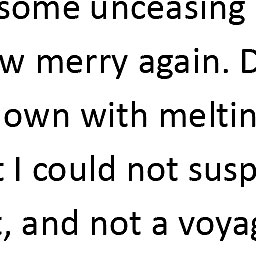 some unceasing
w merry again. D
own with meltin
t I could not susp
t, and not a voyag